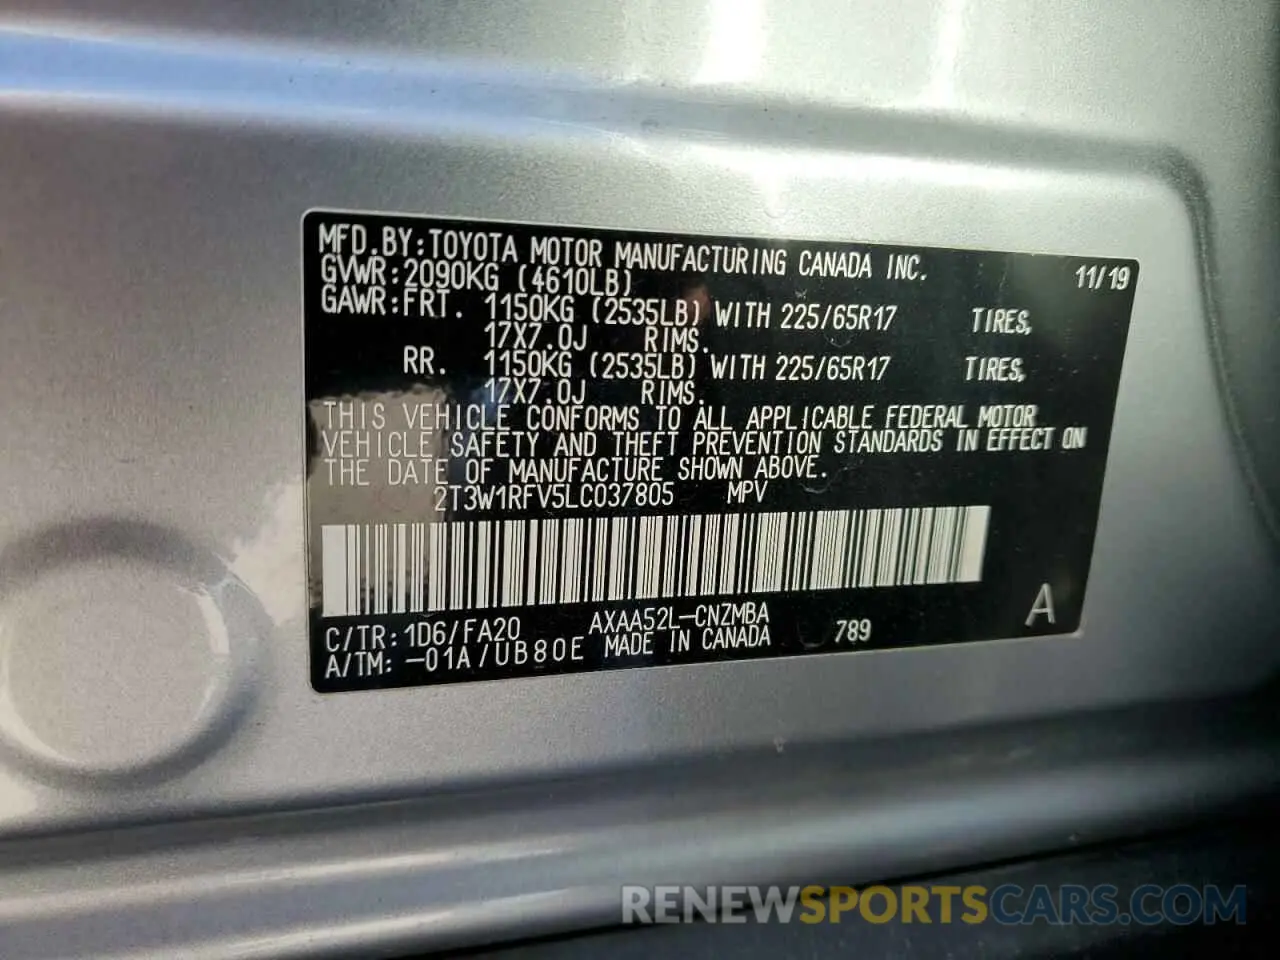 MFD.BY:TOYOTA MOTOR MANUFACTURING CANADA INC. 11/19
GVWR:2090KG (4610LB)
GAWR:FRT. 1150KG (2535LB) WITH 225/65R17 TIRES,
17X7.0J RIMS.
RR. 1150KG (2535LB) WITH 225/65R17 TIRES,
17X7.0J RIMS.
THIS VEHICLE CONFORMS TO ALL APPLICABLE FEDERAL MOTOR
VEHICLE SAFETY AND THEFT PREVENTION STANDARDS IN EFFECT ON
THE DATE OF MANUFACTURE SHOWN ABOVE.
2T3W1RFV5LC037805 MPV
C/TR:1D6/FA20 AXAA52L-CNZMBA 789 A
A/TM:-01A/UB80E MADE IN CANADA
RENEWSPORTSCARS.COM